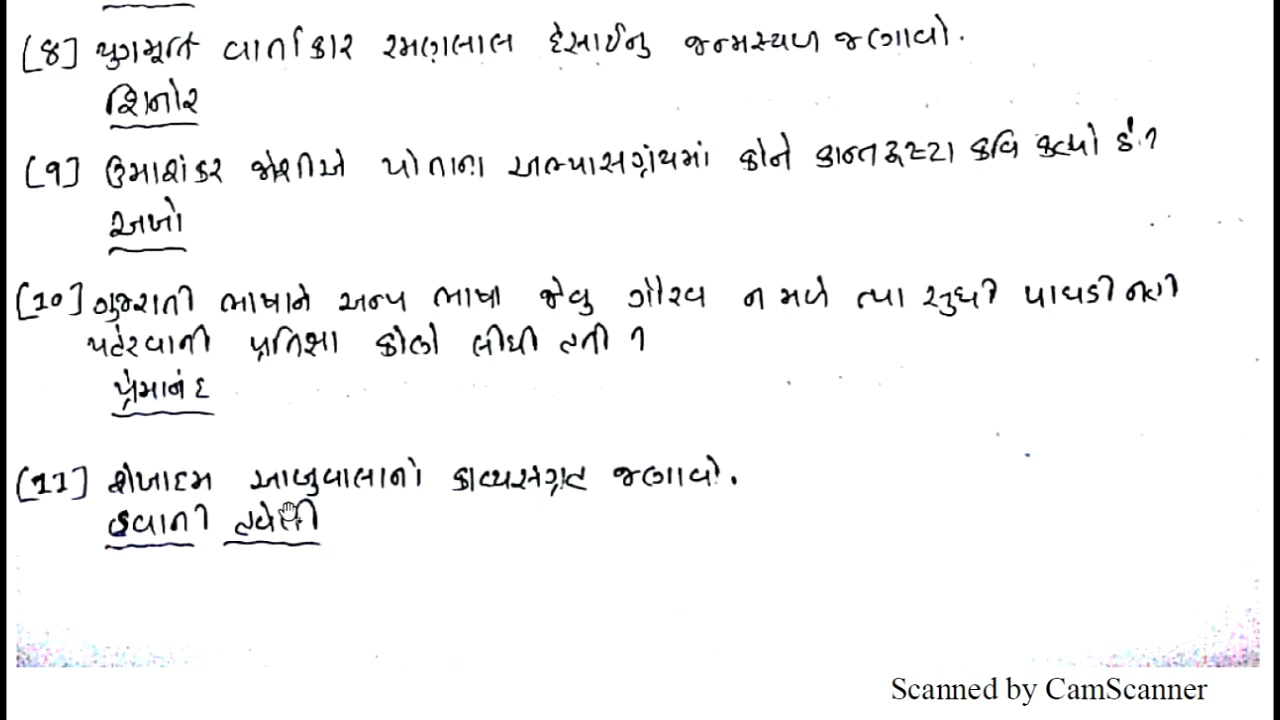 [8] યુગમૂર્ત વાર્તાકાર રમણલાલ દેસાઈનુ જન્મસ્થળ જણાવો.
શિનોર
[9] ઉમાશંકર જોશીએ પોતાના અભ્યાસગ્રંથમાં કોને ક્રાન્તદ્રષ્ટા કવિ કહ્યો છે?
અખો
[10] ગુજરાતી ભાષાને અન્ય ભાષા જેવુ ગૌરવ ન મળે ત્યા સુધી પાઘડી નહી
પહેરવાની પ્રતિજ્ઞા કોણે લીધી હતી ?
પ્રેમાનંદ
[11] શેખાદમ આબુવાલાનો કાવ્યસંગ્રહ જણાવો.
હવાની હવેલી
Scanned by CamScanner